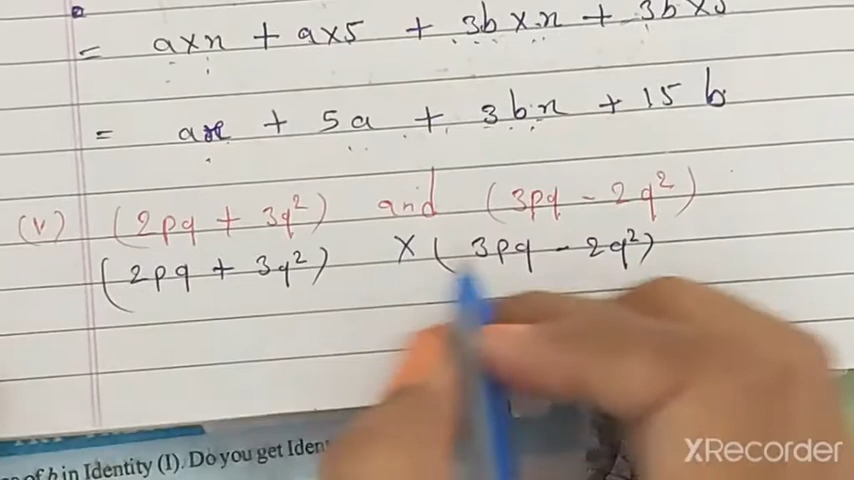 = a×x + a×5 + 3b×x + 3b×5
= ax + 5a + 3bx + 15 b
(v) (2pq + 3q²) and (3pq - 2q²)
(2pq + 3q²) × (3pq - 2q²)
of b in Identity (I). Do you get Iden
XRecorder